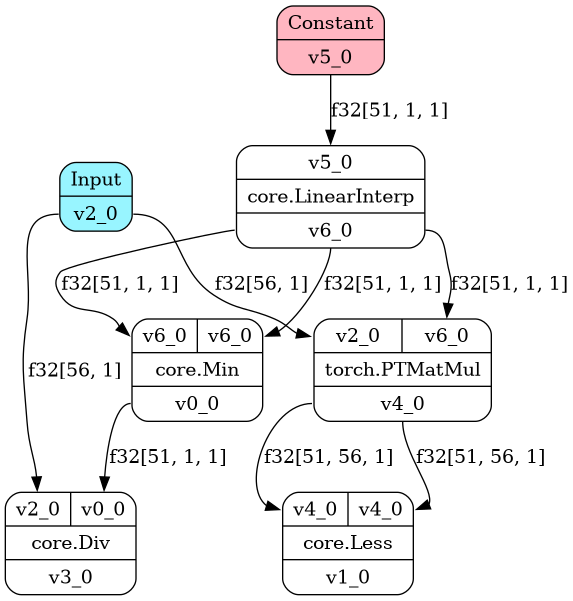 Constant
v5_0
f32[51, 1, 1]
v5_0
core.LinearInterp
v6_0
Input
v2_0
f32[51, 1, 1]
f32[56, 1]
f32[51, 1, 1]
f32[51, 1, 1]
v6_0 v6_0
core.Min
v0_0
v2_0 v6_0
torch.PTMatMul
v4_0
f32[56, 1]
f32[51, 1, 1]
f32[51, 56, 1]
f32[51, 56, 1]
v2_0 v0_0
core.Div
v3_0
v4_0 v4_0
core.Less
v1_0